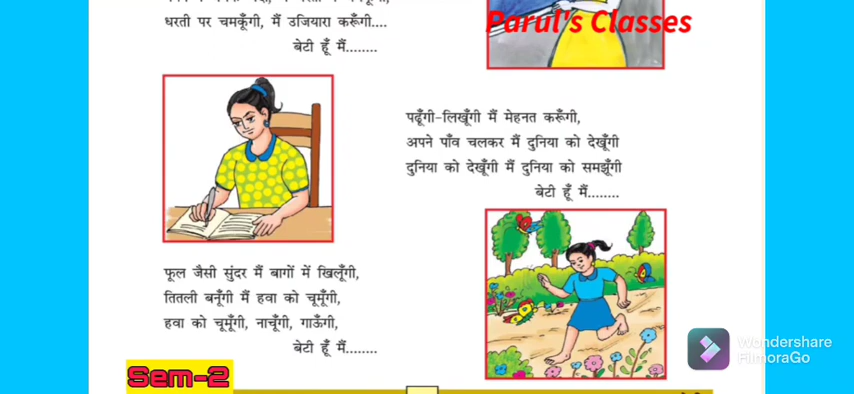 धरती पर चमकूँगी, मैं उजियारा करूँगी....
बेटी हूँ मैं........
Parul's Classes
पढूँगी-लिखूँगी मैं मेहनत करूँगी,
अपने पाँव चलकर मैं दुनिया को देखूँगी
दुनिया को देखूँगी मैं दुनिया को समझूँगी
बेटी हूँ मैं........
फूल जैसी सुंदर मैं बागों में खिलूँगी,
तितली बनूँगी मैं हवा को चूमूँगी,
हवा को चूमूँगी, नाचूँगी, गाऊँगी,
बेटी हूँ मैं........
Wondershare
FilmoraGo
Sem-2